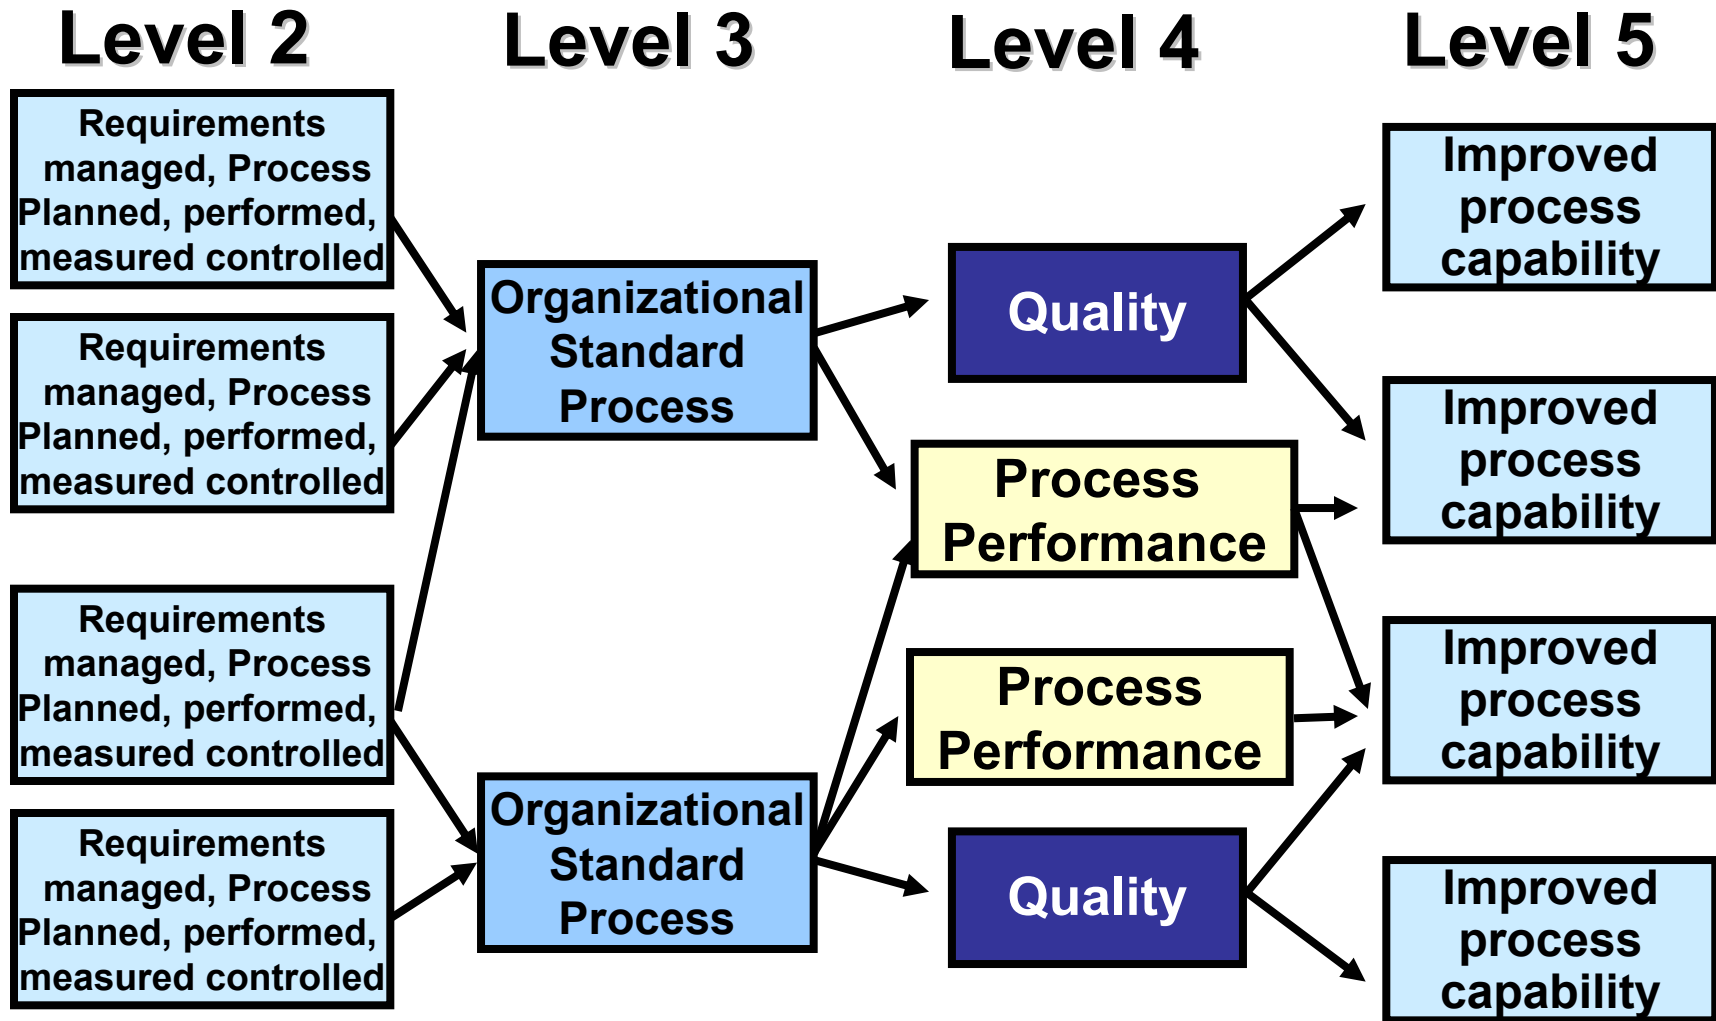 Level 2
Level 3
Level 4
Level 5
Requirements
managed, Process
Planned, performed,
measured controlled
Requirements
managed, Process
Planned, performed,
measured controlled
Requirements
managed, Process
Planned, performed,
measured controlled
Requirements
managed, Process
Planned, performed,
measured controlled
Organizational
Standard
Process
Organizational
Standard
Process
Quality
Process
Performance
Process
Performance
Quality
Improved
process
capability
Improved
process
capability
Improved
process
capability
Improved
process
capability